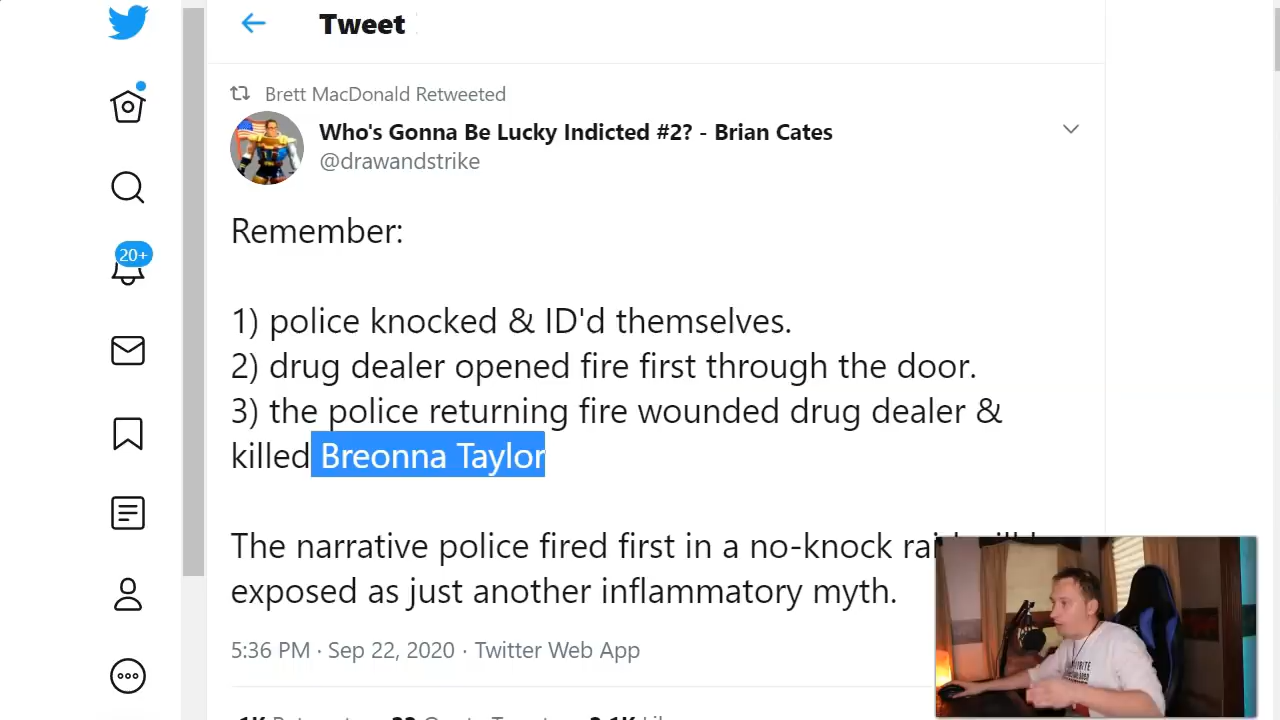 Tweet
Brett MacDonald Retweeted
Who's Gonna Be Lucky Indicted #2? - Brian Cates
@drawandstrike
20+
Remember:
1) police knocked & ID'd themselves.
2) drug dealer opened fire first through the door.
3) the police returning fire wounded drug dealer &
killed Breonna Taylor
The narrative police fired first in a no-knock
exposed as just another inflammatory myth.
5:36 PM · Sep 22, 2020 · Twitter Web App